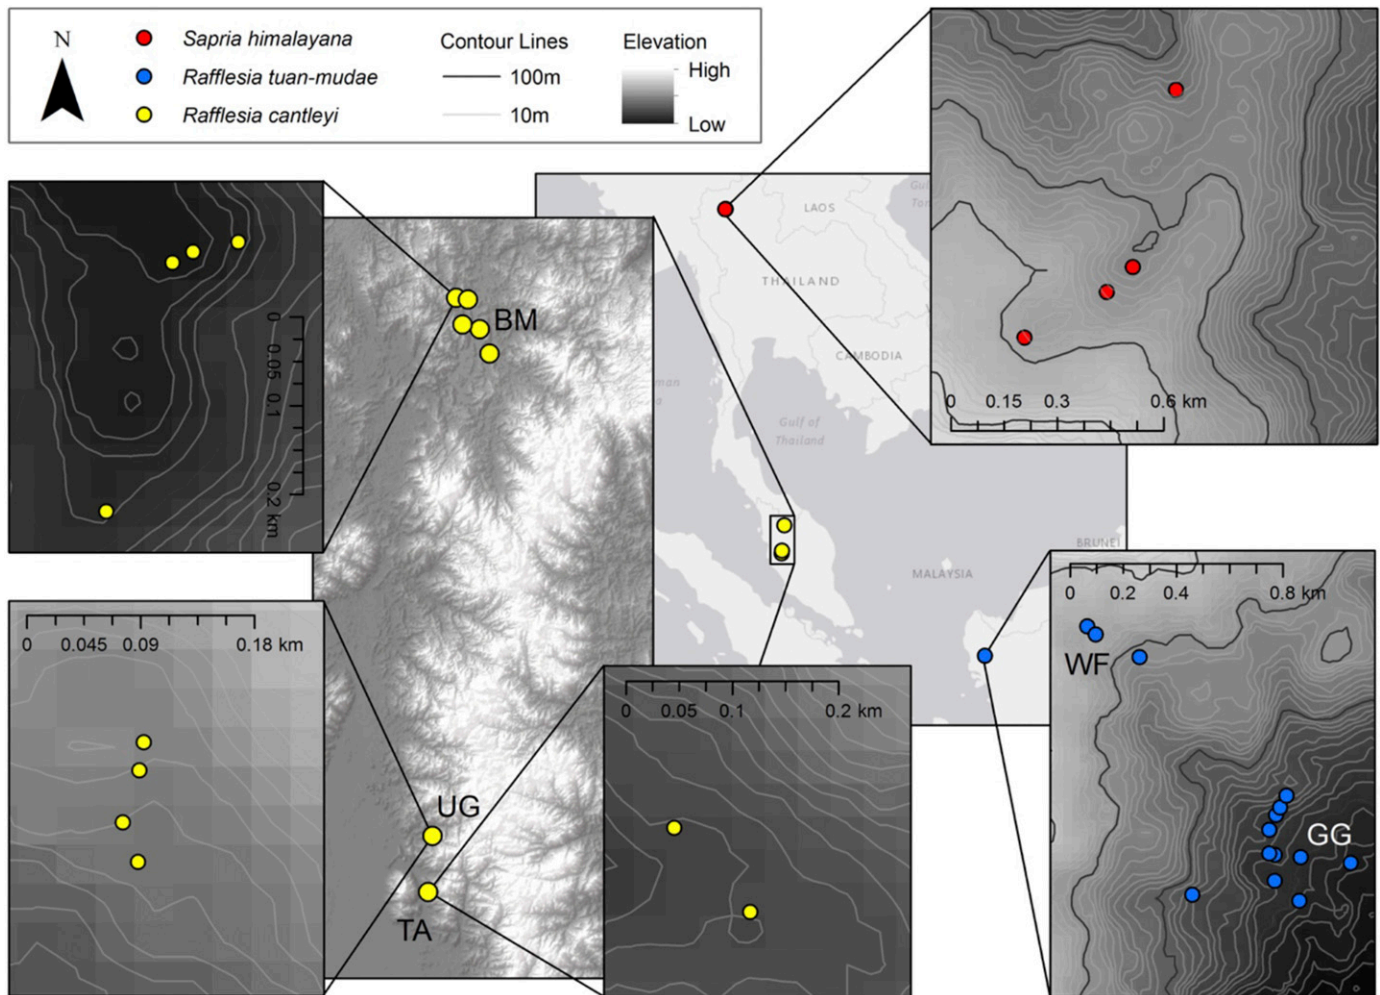 N
Sapria himalayana
Rafflesia tuan-mudae
Rafflesia cantleyi
Contour Lines
100m
10m
Elevation
High
Low
0 0.05 0.1 0.2 km
BM
UG
TA
0 0.045 0.09 0.18 km
0 0.05 0.1 0.2 km
LAOS
THAILAND
CAMBODIA
Gulf of
Thailand
MALAYSIA
BRUNEI
0 0.15 0.3 0.6 km
0 0.2 0.4 0.8 km
WF
GG